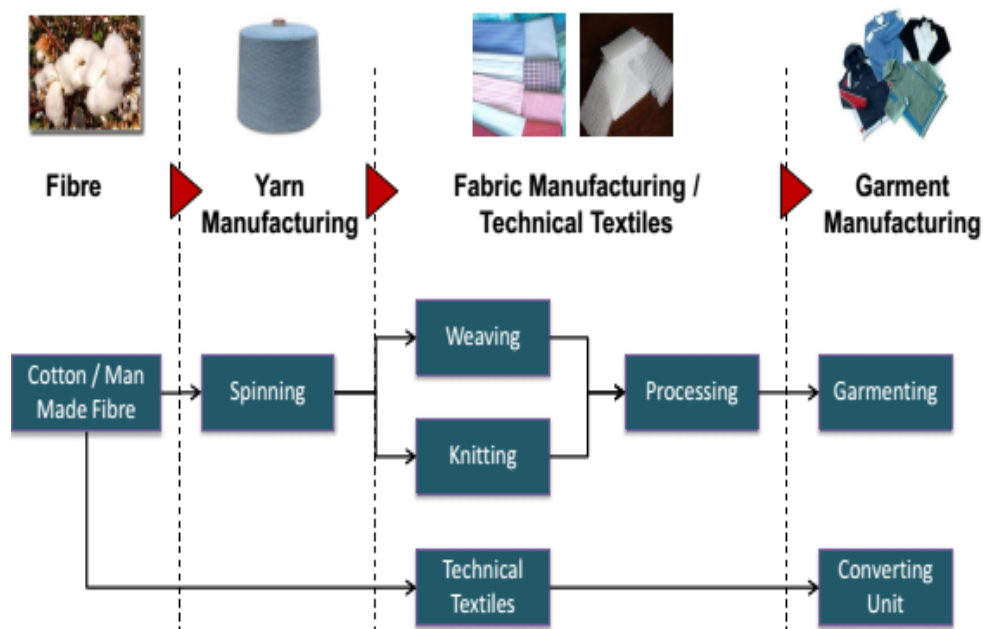 Fibre
Yarn
Manufacturing
Fabric Manufacturing /
Technical Textiles
Garment
Manufacturing
Cotton / Man
Made Fibre
Spinning
Weaving
Knitting
Processing
Garmenting
Technical
Textiles
Converting
Unit